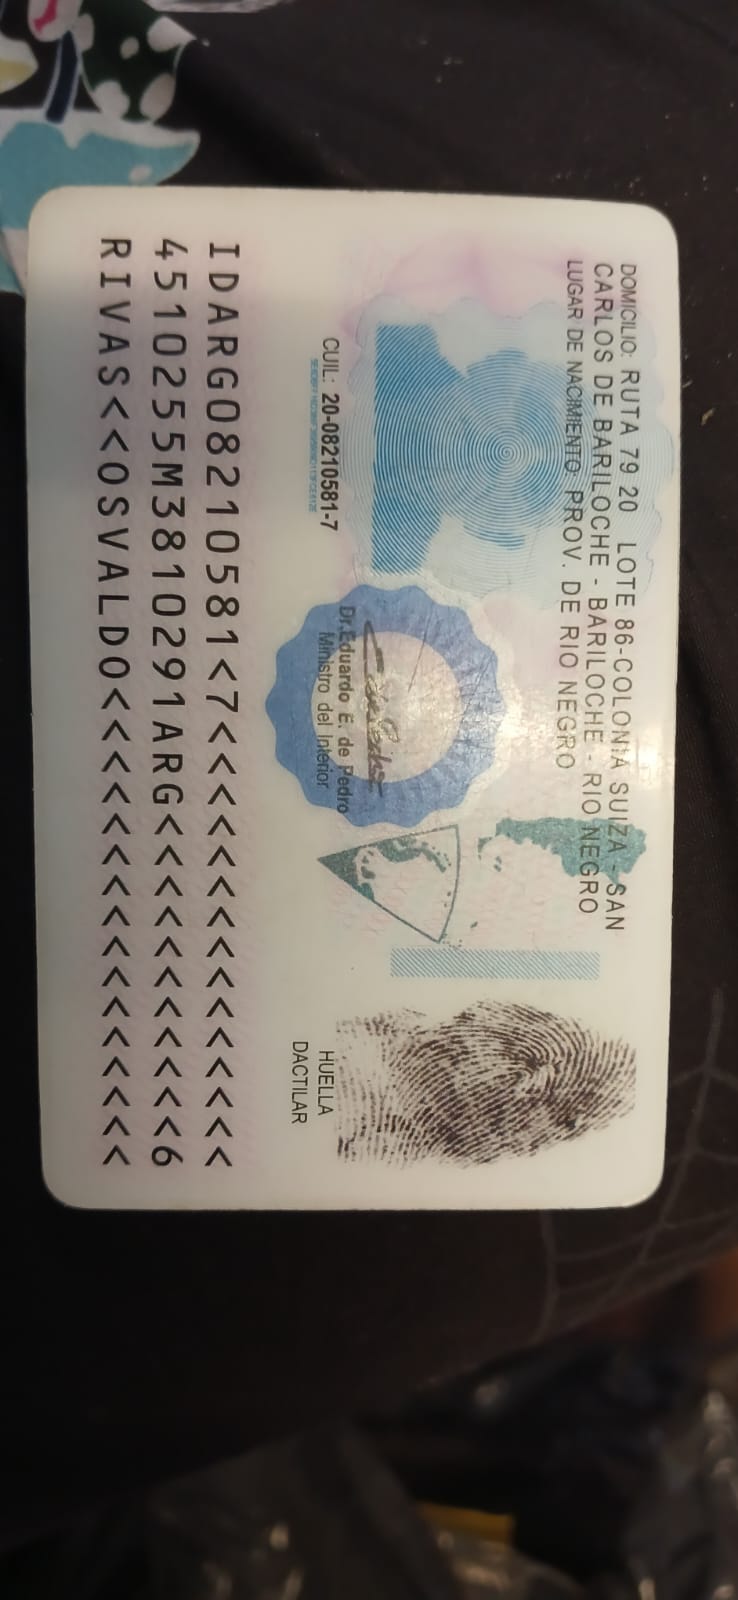 DOMICILIO: RUTA 79 20 LOTE 86-COLONIA SUIZA - SAN
CARLOS DE BARILOCHE - BARILOCHE - RIO NEGRO
LUGAR DE NACIMIENTO: PROV. DE RIO NEGRO
CUIL: 20-08210581-7
Dr. Eduardo E. de Pedro
Ministro del Interior
HUELLA
DACTILAR
IDARG08210581<7<<<<<<<<<<<<<<<
4510255M3810291ARG<<<<<<<<<<<6
RIVAS<<OSVALDO<<<<<<<<<<<<<<<<